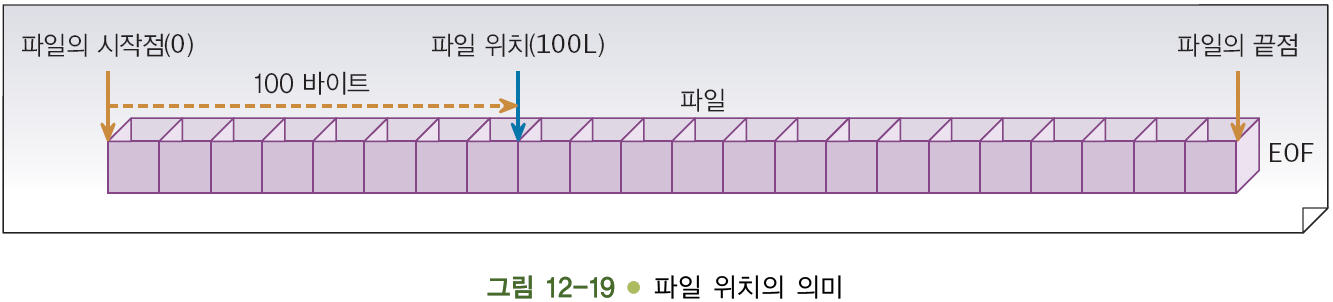 파일의 시작점(0)
파일 위치(100L)
파일의 끝점
100 바이트
파일
EOF
그림 12-19 ● 파일 위치의 의미